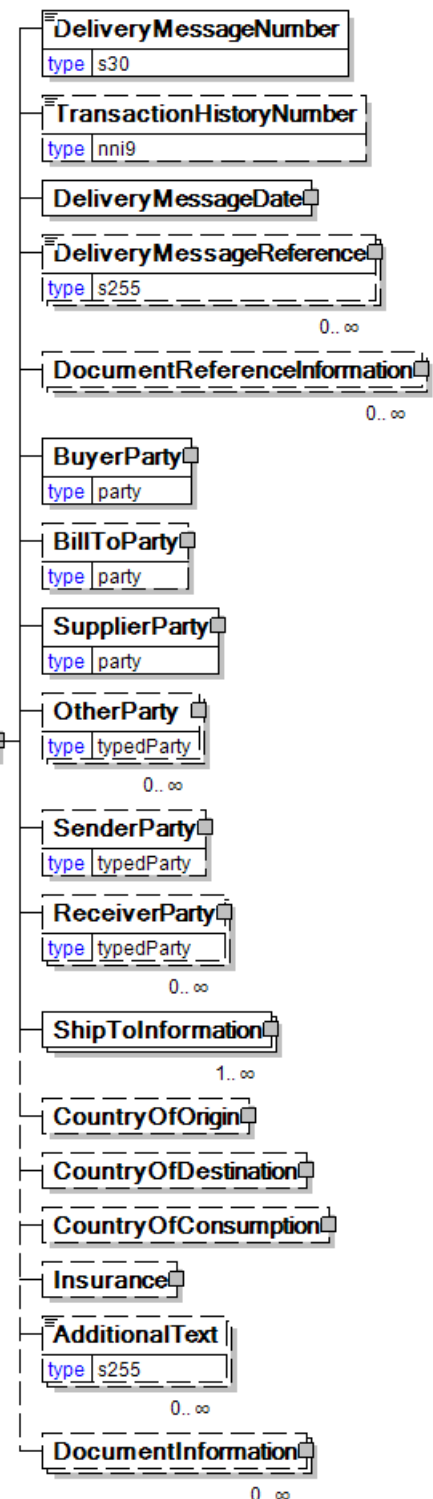 DeliveryMessageNumber
type s30
TransactionHistoryNumber
type nni9
DeliveryMessageDate
DeliveryMessageReference
type s255
0.. ∞
DocumentReferenceInformation
0.. ∞
BuyerParty
type party
BillToParty
type party
SupplierParty
type party
OtherParty
type typedParty
0.. ∞
SenderParty
type typedParty
ReceiverParty
type typedParty
0.. ∞
ShipToInformation
1.. ∞
CountryOfOrigin
CountryOfDestination
CountryOfConsumption
Insurance
AdditionalText
type s255
0.. ∞
DocumentInformation
0.. ∞